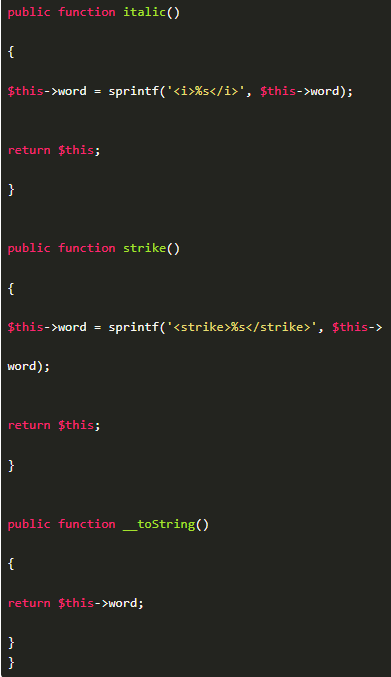 public function italic()
{
$this->word = sprintf('<i>%s</i>', $this->word);
return $this;
}
public function strike()
{
$this->word = sprintf('<strike>%s</strike>', $this->
word);
return $this;
}
public function __toString()
{
return $this->word;
}
}